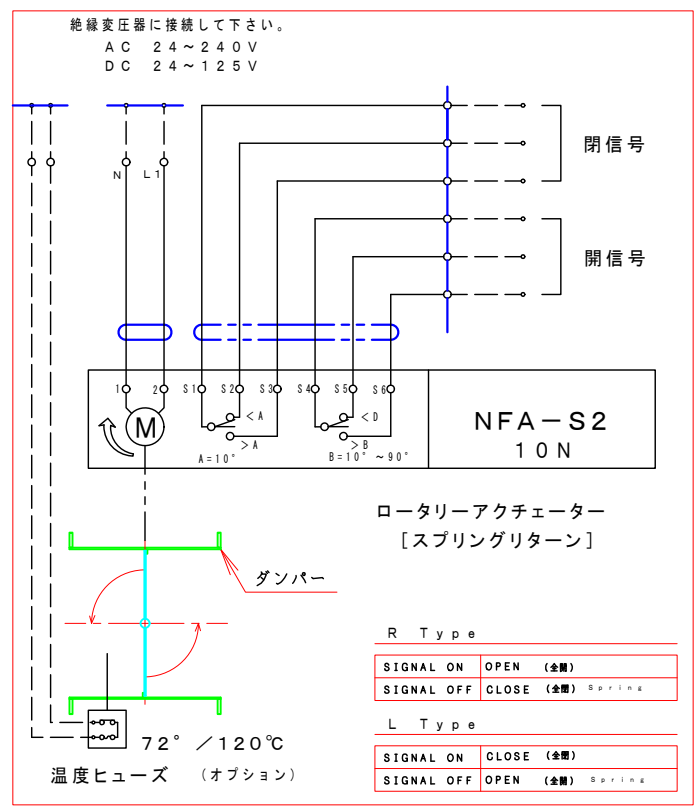 絶縁変圧器に接続して下さい。
AC 24~240V
DC 24~125V
閉信号
N L1
開信号
1 2 S1 S2 S3 S4 S5 S6
M
<A
>A
A=10°
<D
>B
B=10° ~90°
NFA-S2
10N
ロータリーアクチェーター
[スプリングリターン]
ダンパー
R Type
SIGNAL ON OPEN (全開)
SIGNAL OFF CLOSE (全閉) Spring
L Type
SIGNAL ON CLOSE (全閉)
SIGNAL OFF OPEN (全開) Spring
72° /120℃
温度ヒューズ (オプション)